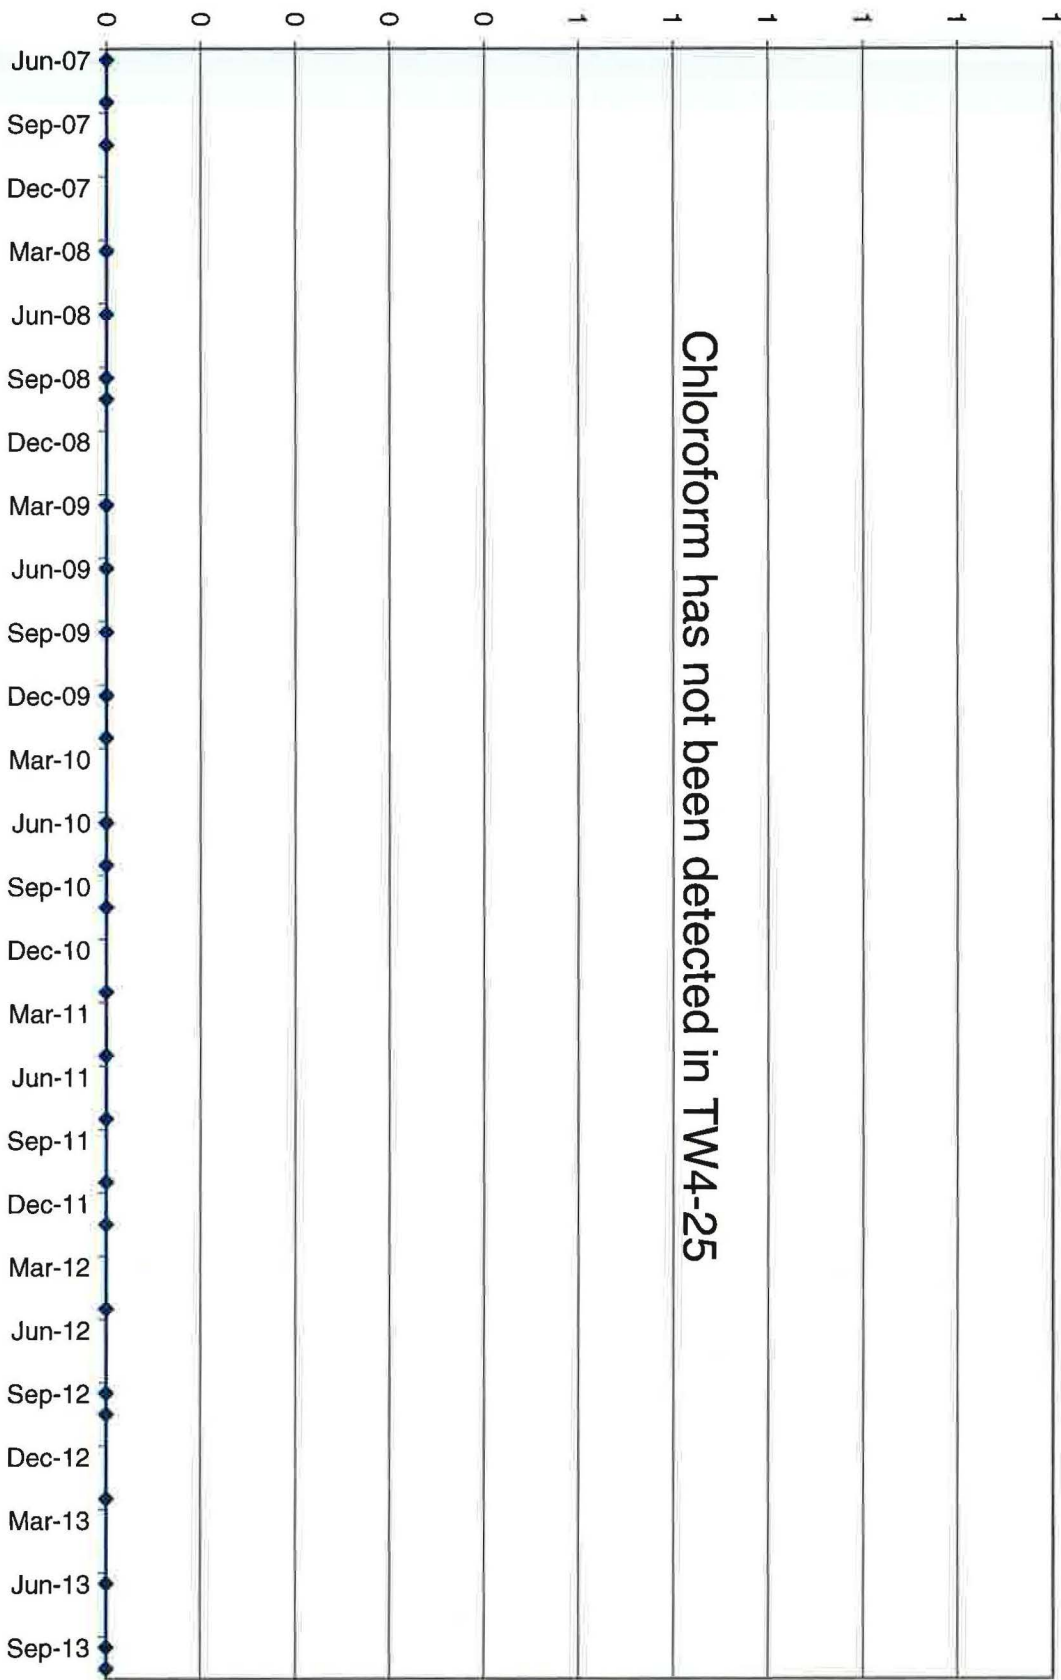 Chloroform has not been detected in TW4-25
1
1
1
1
1
1
0
0
0
0
0
Jun-07
Sep-07
Dec-07
Mar-08
Jun-08
Sep-08
Dec-08
Mar-09
Jun-09
Sep-09
Dec-09
Mar-10
Jun-10
Sep-10
Dec-10
Mar-11
Jun-11
Sep-11
Dec-11
Mar-12
Jun-12
Sep-12
Dec-12
Mar-13
Jun-13
Sep-13